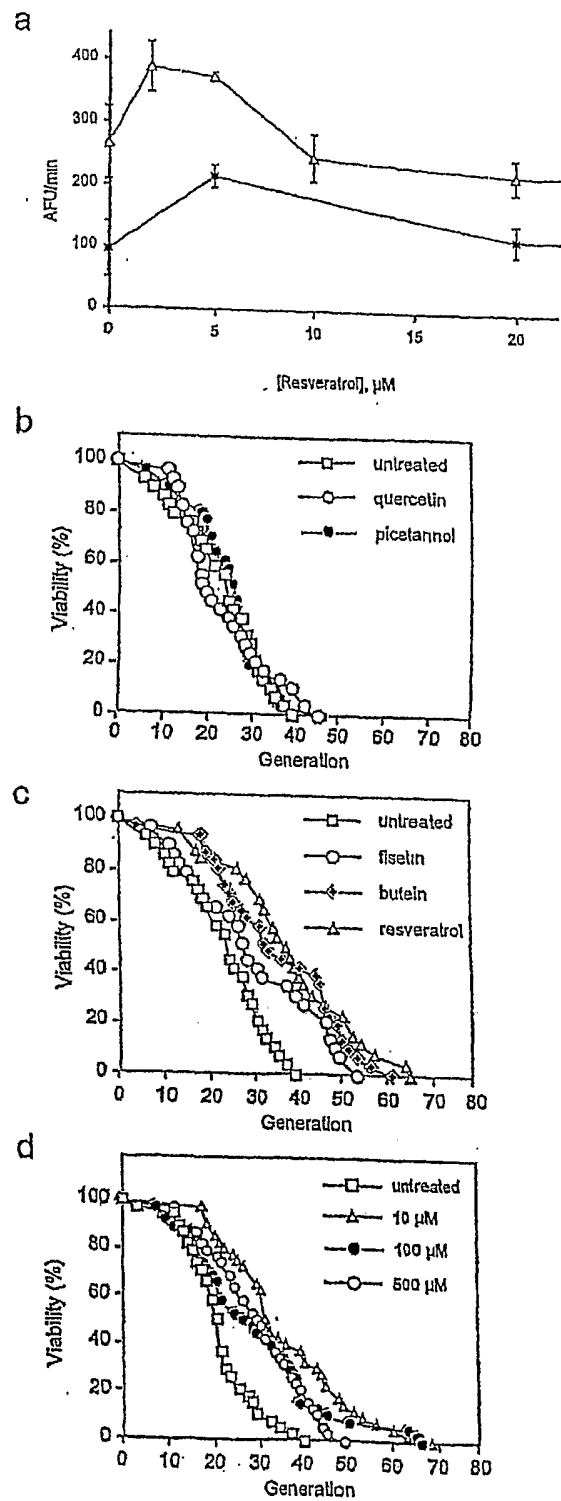 a
400
300
200
100
0
AFU/min
0 5 10 15 20
[Resveratrol], µM
b
100
80
60
40
20
0
Viability (%)
untreated
quercetin
picetannol
0 10 20 30 40 50 60 70 80
Generation
c
100
80
60
40
20
0
Viability (%)
untreated
fisetin
butein
resveratrol
0 10 20 30 40 50 60 70 80
Generation
d
100
80
60
40
20
0
Viability (%)
untreated
10 µM
100 µM
500 µM
0 10 20 30 40 50 60 70 80
Generation